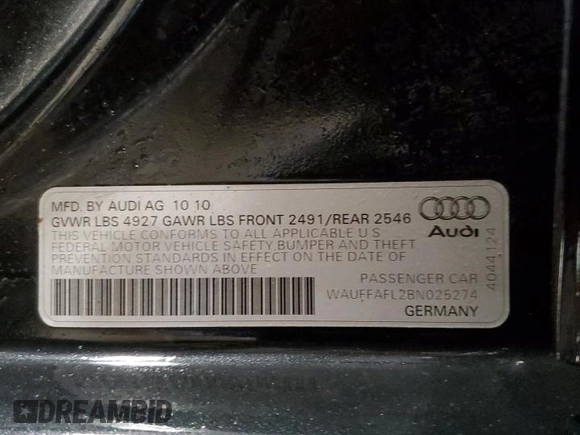 MFD. BY AUDI AG 10 10
GVWR LBS 4927 GAWR LBS FRONT 2491/REAR 2546
THIS VEHICLE CONFORMS TO ALL APPLICABLE U S
FEDERAL MOTOR VEHICLE SAFETY,BUMPER AND THEFT
PREVENTION STANDARDS IN EFFECT ON THE DATE OF
MANUFACTURE SHOWN ABOVE
Audi
4044124
PASSENGER CAR
WAUFFAFL2BN025274
GERMANY
DREAMBID